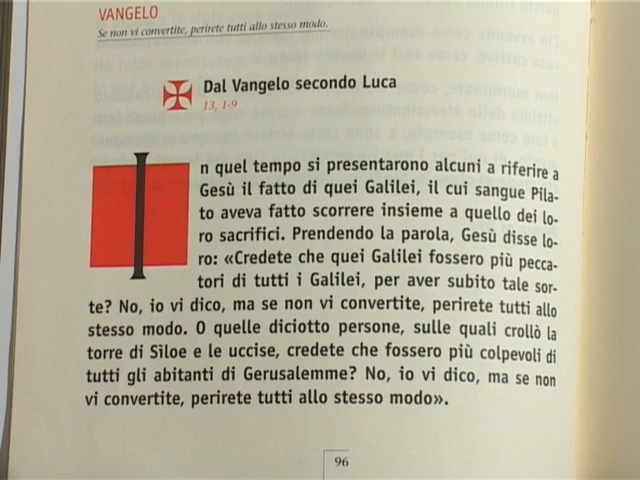 VANGELO
Se non vi convertite, perirete tutti allo stesso modo.
Dal Vangelo secondo Luca
13, 1-9
In quel tempo si presentarono alcuni a riferire a
Gesù il fatto di quei Galilei, il cui sangue Pila-
to aveva fatto scorrere insieme a quello dei lo-
ro sacrifici. Prendendo la parola, Gesù disse lo-
ro: «Credete che quei Galilei fossero più pecca-
tori di tutti i Galilei, per aver subito tale sor-
te? No, io vi dico, ma se non vi convertite, perirete tutti allo
stesso modo. O quelle diciotto persone, sulle quali crollò la
torre di Sìloe e le uccise, credete che fossero più colpevoli di
tutti gli abitanti di Gerusalemme? No, io vi dico, ma se non
vi convertite, perirete tutti allo stesso modo».
96